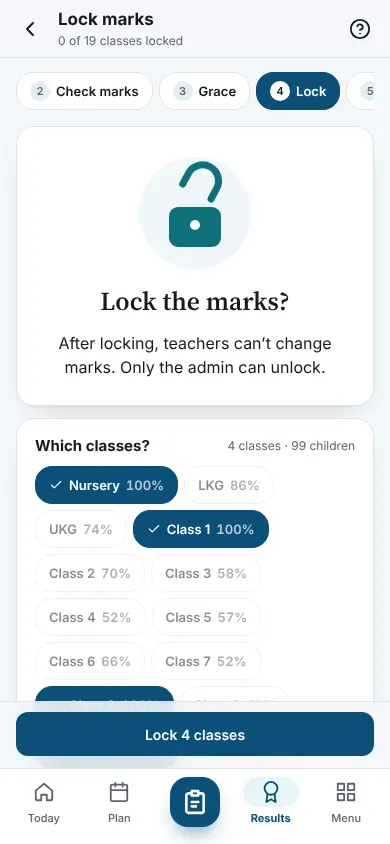 Lock marks
0 of 19 classes locked
2 Check marks
3 Grace
4 Lock
5
Lock the marks?
After locking, teachers can’t change
marks. Only the admin can unlock.
Which classes?
4 classes · 99 children
Nursery 100% LKG 86%
UKG 74% Class 1 100%
Class 2 70% Class 3 58%
Class 4 52% Class 5 57%
Class 6 66% Class 7 52%
Lock 4 classes
Today Plan Results Menu